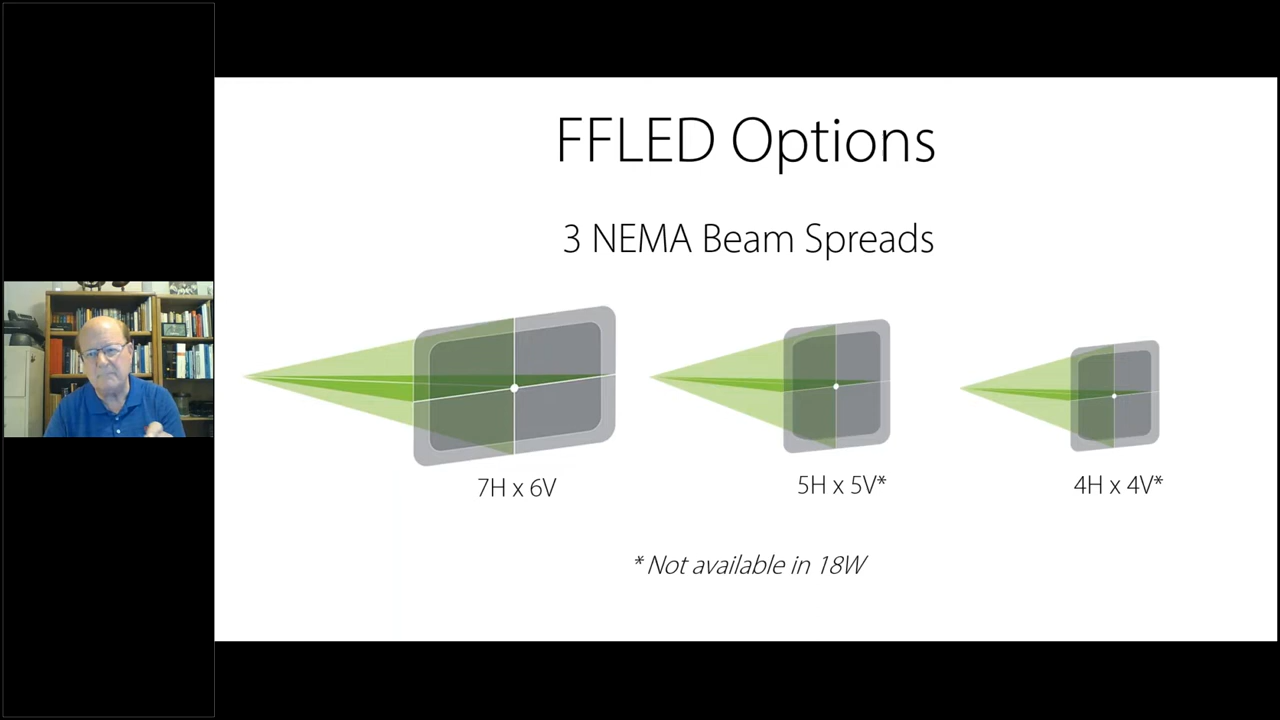 FFLED Options
3 NEMA Beam Spreads
7H x 6V
5H x 5V*
4H x 4V*
* Not available in 18W